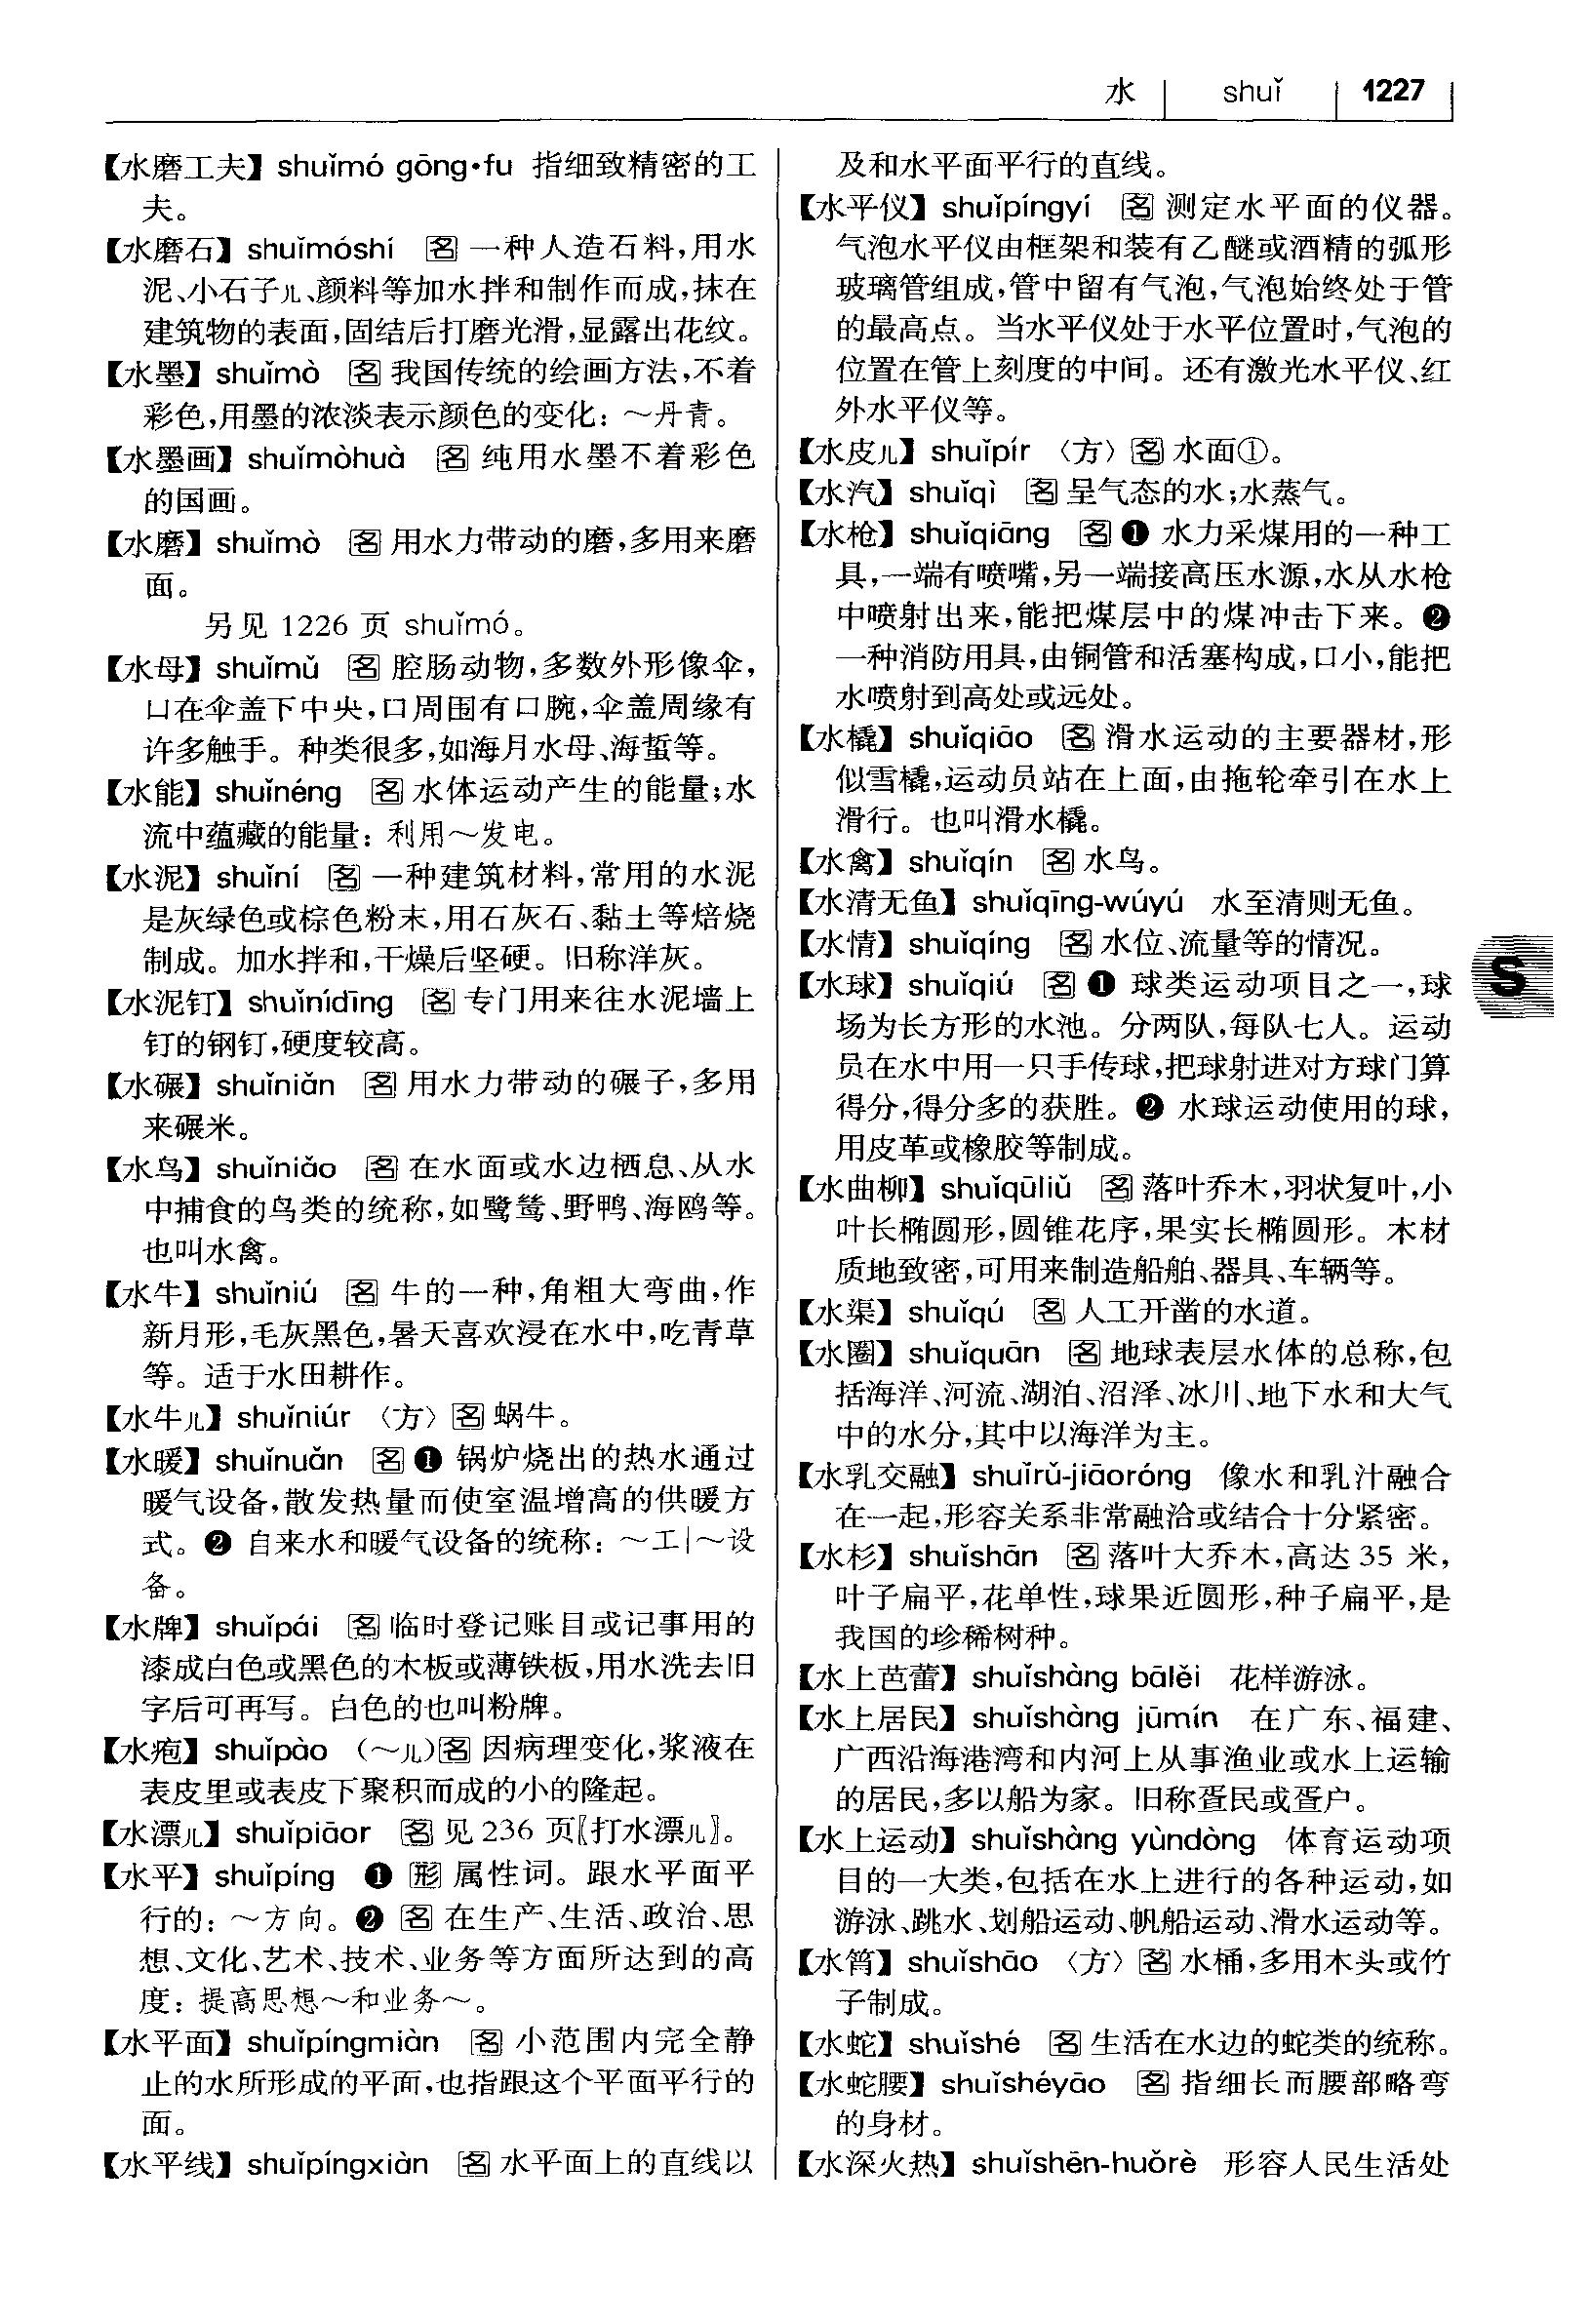 水 shuǐ 1227
【水磨工夫】 shuǐmó gōng·fu 指细致精密的工
夫。
【水磨石】 shuǐmóshí 名 一种人造石料,用水
泥、小石子儿、颜料等加水拌和制作而成,抹在
建筑物的表面,固结后打磨光滑,显露出花纹。
【水墨】 shuǐmò 名 我国传统的绘画方法,不着
彩色,用墨的浓淡表示颜色的变化:～丹青。
【水墨画】 shuǐmòhuà 名 纯用水墨不着彩色
的国画。
【水磨】 shuǐmò 名 用水力带动的磨,多用来磨
面。
另见 1226 页 shuǐmó。
【水母】 shuǐmǔ 名 腔肠动物,多数外形像伞,
口在伞盖下中央,口周围有口腕,伞盖周缘有
许多触手。种类很多,如海月水母、海蜇等。
【水能】 shuǐnéng 名 水体运动产生的能量;水
流中蕴藏的能量:利用～发电。
【水泥】 shuǐní 名 一种建筑材料,常用的水泥
是灰绿色或棕色粉末,用石灰石、黏土等焙烧
制成。加水拌和,干燥后坚硬。旧称洋灰。
【水泥钉】 shuǐnídīng 名 专门用来往水泥墙上
钉的钢钉,硬度较高。
【水碾】 shuǐniǎn 名 用水力带动的碾子,多用
来碾米。
【水鸟】 shuǐniǎo 名 在水面或水边栖息、从水
中捕食的鸟类的统称,如鹭鸶、野鸭、海鸥等。
也叫水禽。
【水牛】 shuǐniú 名 牛的一种,角粗大弯曲,作
新月形,毛灰黑色,暑天喜欢浸在水中,吃青草
等。适于水田耕作。
【水牛儿】 shuǐniúr 〈方〉名 蜗牛。
【水暖】 shuǐnuǎn 名 ❶ 锅炉烧出的热水通过
暖气设备,散发热量而使室温增高的供暖方
式。❷ 自来水和暖气设备的统称:～工|～设
备。
【水牌】 shuǐpái 名 临时登记账目或记事用的
漆成白色或黑色的木板或薄铁板,用水洗去旧
字后可再写。白色的也叫粉牌。
【水疱】 shuǐpào (～儿)名 因病理变化,浆液在
表皮里或表皮下聚积而成的小的隆起。
【水漂儿】 shuǐpiāor 名 见 236 页〖打水漂儿〗。
【水平】 shuǐpíng ❶ 形 属性词。跟水平面平
行的:～方向。❷ 名 在生产、生活、政治、思
想、文化、艺术、技术、业务等方面所达到的高
度:提高思想～和业务～。
【水平面】 shuǐpíngmiàn 名 小范围内完全静
止的水所形成的平面,也指跟这个平面平行的
面。
【水平线】 shuǐpíngxiàn 名 水平面上的直线以
及和水平面平行的直线。
【水平仪】 shuǐpíngyí 名 测定水平面的仪器。
气泡水平仪由框架和装有乙醚或酒精的弧形
玻璃管组成,管中留有气泡,气泡始终处于管
的最高点。当水平仪处于水平位置时,气泡的
位置在管上刻度的中间。还有激光水平仪、红
外水平仪等。
【水皮儿】 shuǐpír 〈方〉名 水面①。
【水汽】 shuǐqì 名 呈气态的水;水蒸气。
【水枪】 shuǐqiāng 名 ❶ 水力采煤用的一种工
具,一端有喷嘴,另一端接高压水源,水从水枪
中喷射出来,能把煤层中的煤冲击下来。❷
一种消防用具,由铜管和活塞构成,口小,能把
水喷射到高处或远处。
【水橇】 shuǐqiāo 名 滑水运动的主要器材,形
似雪橇,运动员站在上面,由拖轮牵引在水上
滑行。也叫滑水橇。
【水禽】 shuǐqín 名 水鸟。
【水清无鱼】 shuǐqīng-wúyú 水至清则无鱼。
【水情】 shuǐqíng 名 水位、流量等的情况。
【水球】 shuǐqiú 名 ❶ 球类运动项目之一,球
场为长方形的水池。分两队,每队七人。运动
员在水中用一只手传球,把球射进对方球门算
得分,得分多的获胜。❷ 水球运动使用的球,
用皮革或橡胶等制成。
【水曲柳】 shuǐqūliǔ 名 落叶乔木,羽状复叶,小
叶长椭圆形,圆锥花序,果实长椭圆形。木材
质地致密,可用来制造船舶、器具、车辆等。
【水渠】 shuǐqú 名 人工开凿的水道。
【水圈】 shuǐquān 名 地球表层水体的总称,包
括海洋、河流、湖泊、沼泽、冰川、地下水和大气
中的水分,其中以海洋为主。
【水乳交融】 shuǐrǔ-jiāoróng 像水和乳汁融合
在一起,形容关系非常融洽或结合十分紧密。
【水杉】 shuǐshān 名 落叶大乔木,高达 35 米,
叶子扁平,花单性,球果近圆形,种子扁平,是
我国的珍稀树种。
【水上芭蕾】 shuǐshàng bālěi 花样游泳。
【水上居民】 shuǐshàng jūmín 在广东、福建、
广西沿海港湾和内河上从事渔业或水上运输
的居民,多以船为家。旧称疍民或疍户。
【水上运动】 shuǐshàng yùndòng 体育运动项
目的一大类,包括在水上进行的各种运动,如
游泳、跳水、划船运动、帆船运动、滑水运动等。
S
【水筲】 shuǐshāo 〈方〉名 水桶,多用木头或竹
子制成。
【水蛇】 shuǐshé 名 生活在水边的蛇类的统称。
【水蛇腰】 shuǐshéyāo 名 指细长而腰部略弯
的身材。
【水深火热】 shuǐshēn-huǒrè 形容人民生活处